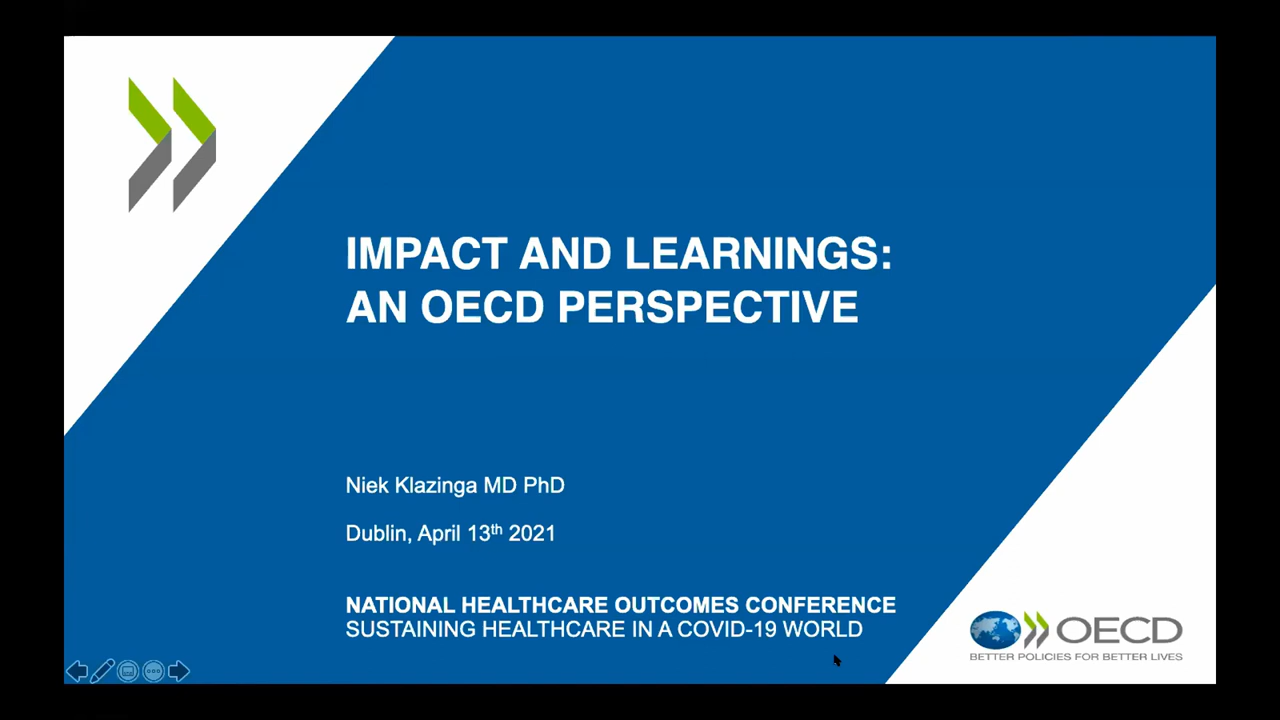 IMPACT AND LEARNINGS:
AN OECD PERSPECTIVE
Niek Klazinga MD PhD
Dublin, April 13th 2021
NATIONAL HEALTHCARE OUTCOMES CONFERENCE
SUSTAINING HEALTHCARE IN A COVID-19 WORLD
OECD
BETTER POLICIES FOR BETTER LIVES